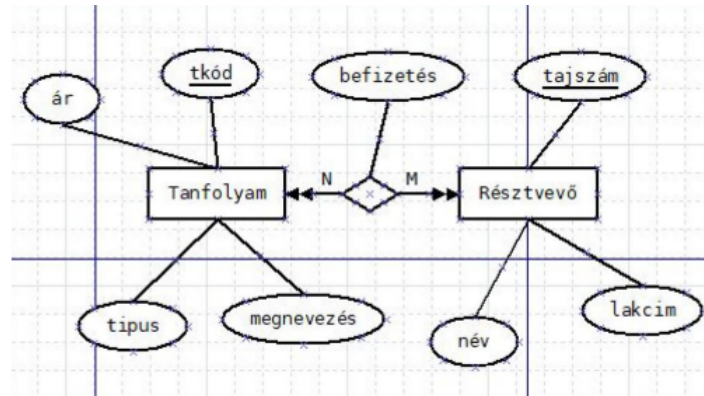 ár
tkód
befizetés
tajszám
Tanfolyam
N
M
Résztvevő
tipus
megnevezés
név
lakcim